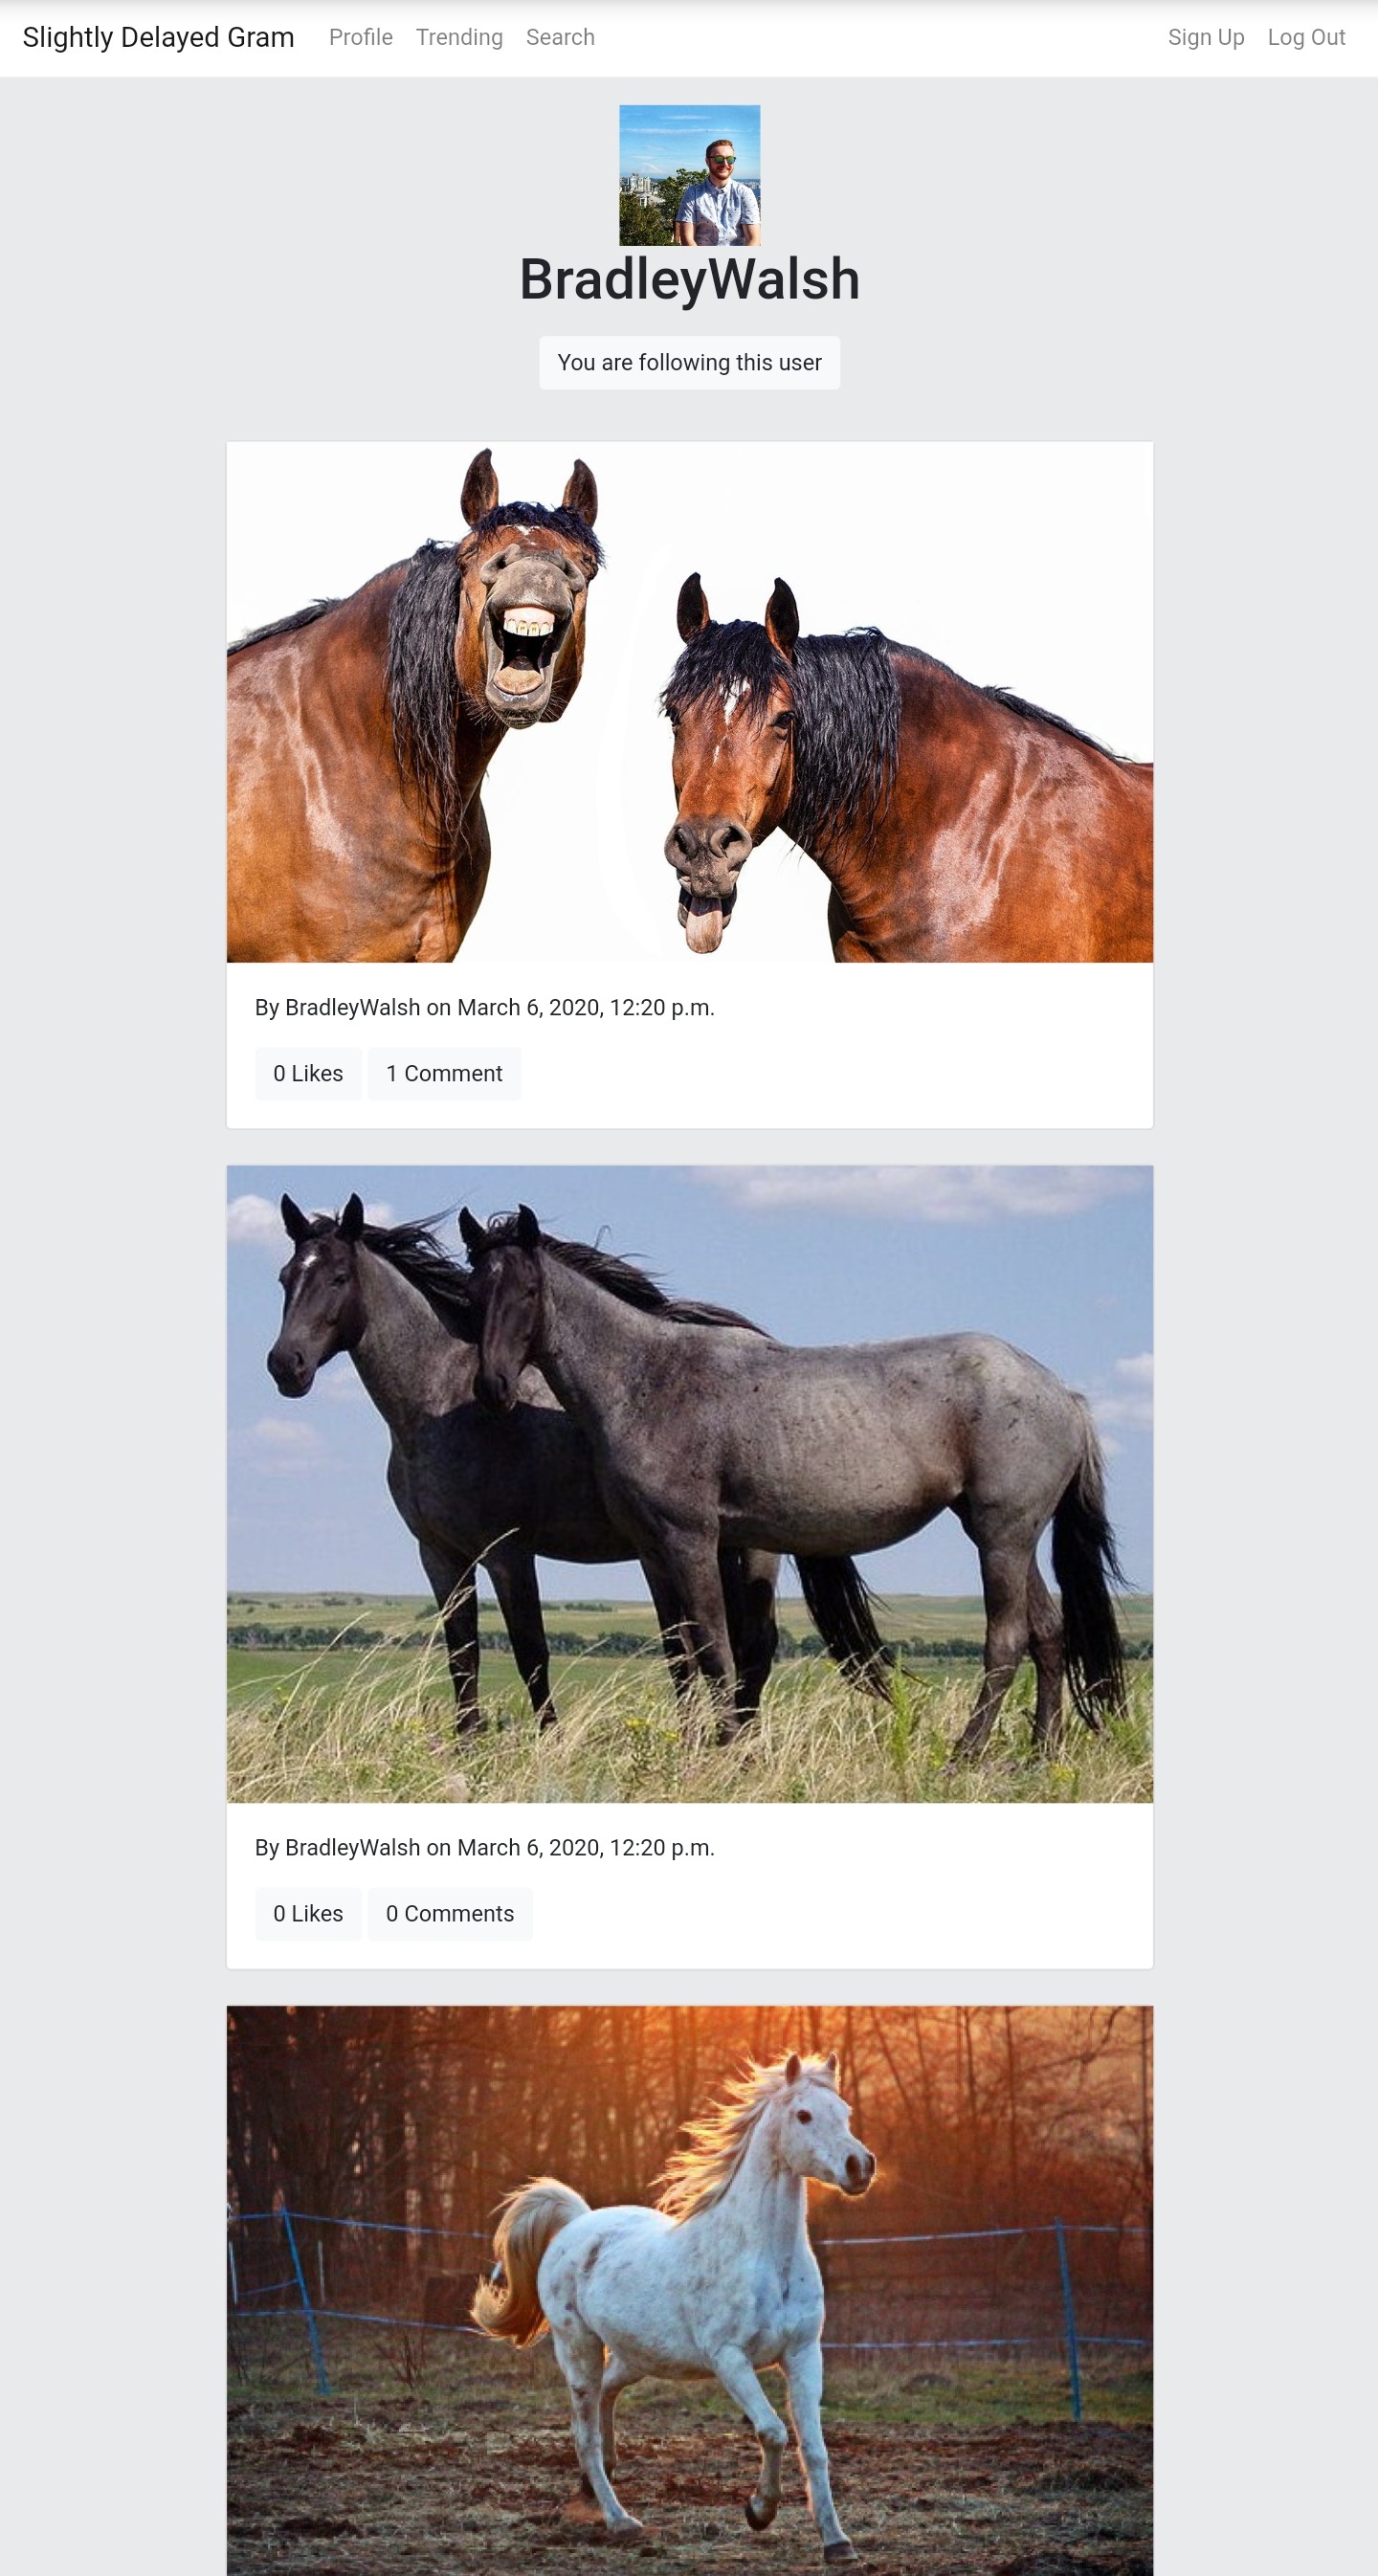 Slightly Delayed Gram Profile Trending Search Sign Up Log Out
BradleyWalsh
You are following this user
By BradleyWalsh on March 6, 2020, 12:20 p.m.
0 Likes 1 Comment
By BradleyWalsh on March 6, 2020, 12:20 p.m.
0 Likes 0 Comments